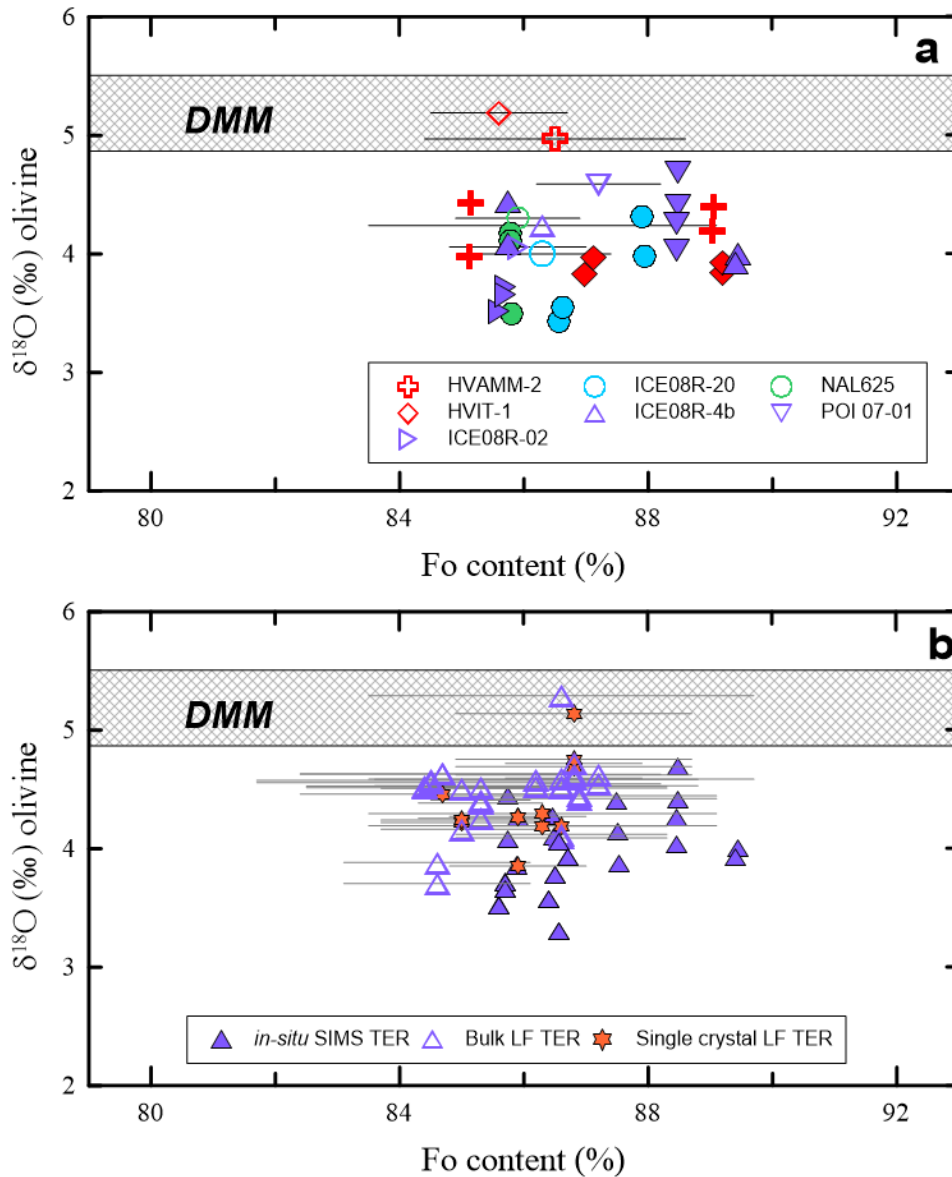 a
6
5
4
3
2
DMM
δ¹⁸O (‰) olivine
HVAMM-2 ICE08R-20 NAL625
HVIT-1 ICE08R-4b POI 07-01
ICE08R-02
80 84 88 92
Fo content (%)
b
6
5
4
3
2
DMM
δ¹⁸O (‰) olivine
in-situ SIMS TER Bulk LF TER Single crystal LF TER
80 84 88 92
Fo content (%)